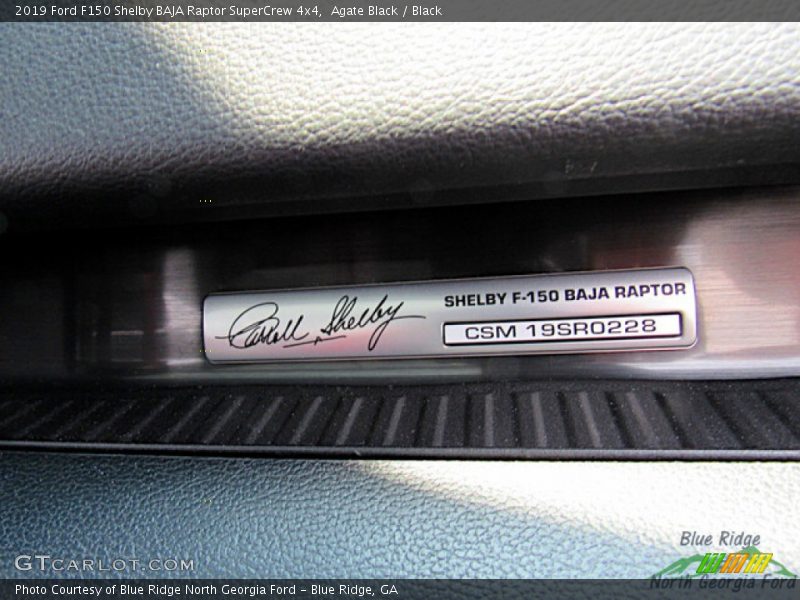 2019 Ford F150 Shelby BAJA Raptor SuperCrew 4x4,  Agate Black / Black
Carroll Shelby
SHELBY F-150 BAJA RAPTOR
CSM 19SR0228
Blue Ridge
North Georgia Ford
GTCARLOT.COM
Photo Courtesy of Blue Ridge North Georgia Ford - Blue Ridge, GA